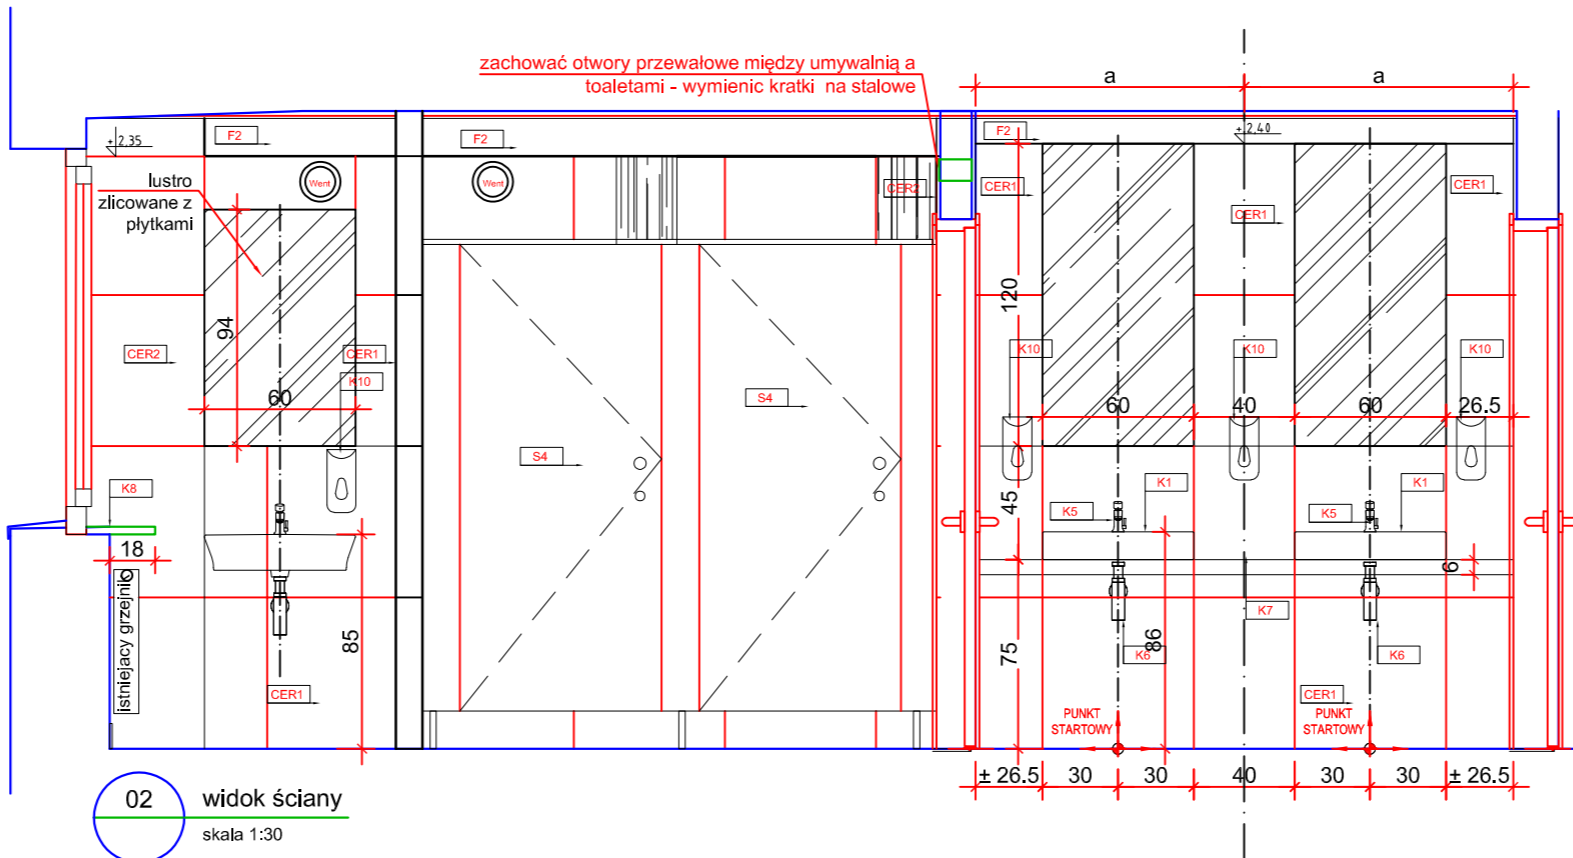 zachować otwory przewałowe między umywalnią a
toaletami - wymienic kratki  na stalowe
a
a
+ 2,35
F2
F2
F2
+ 2,40
lustro
zlicowane z
płytkami
Went
Went
CER2
CER1
CER1
CER1
94
120
CER2
CER1
K10
K10
K10
K10
60
S4
60
40
60
26.5
S4
K8
K1
K1
K5
K5
45
18
6
istniejacy grzejnik
K7
85
75
86
K6
K6
CER1
CER1
PUNKT
STARTOWY
PUNKT
STARTOWY
± 26.5
30
30
40
30
30
± 26.5
02
widok ściany
skala 1:30